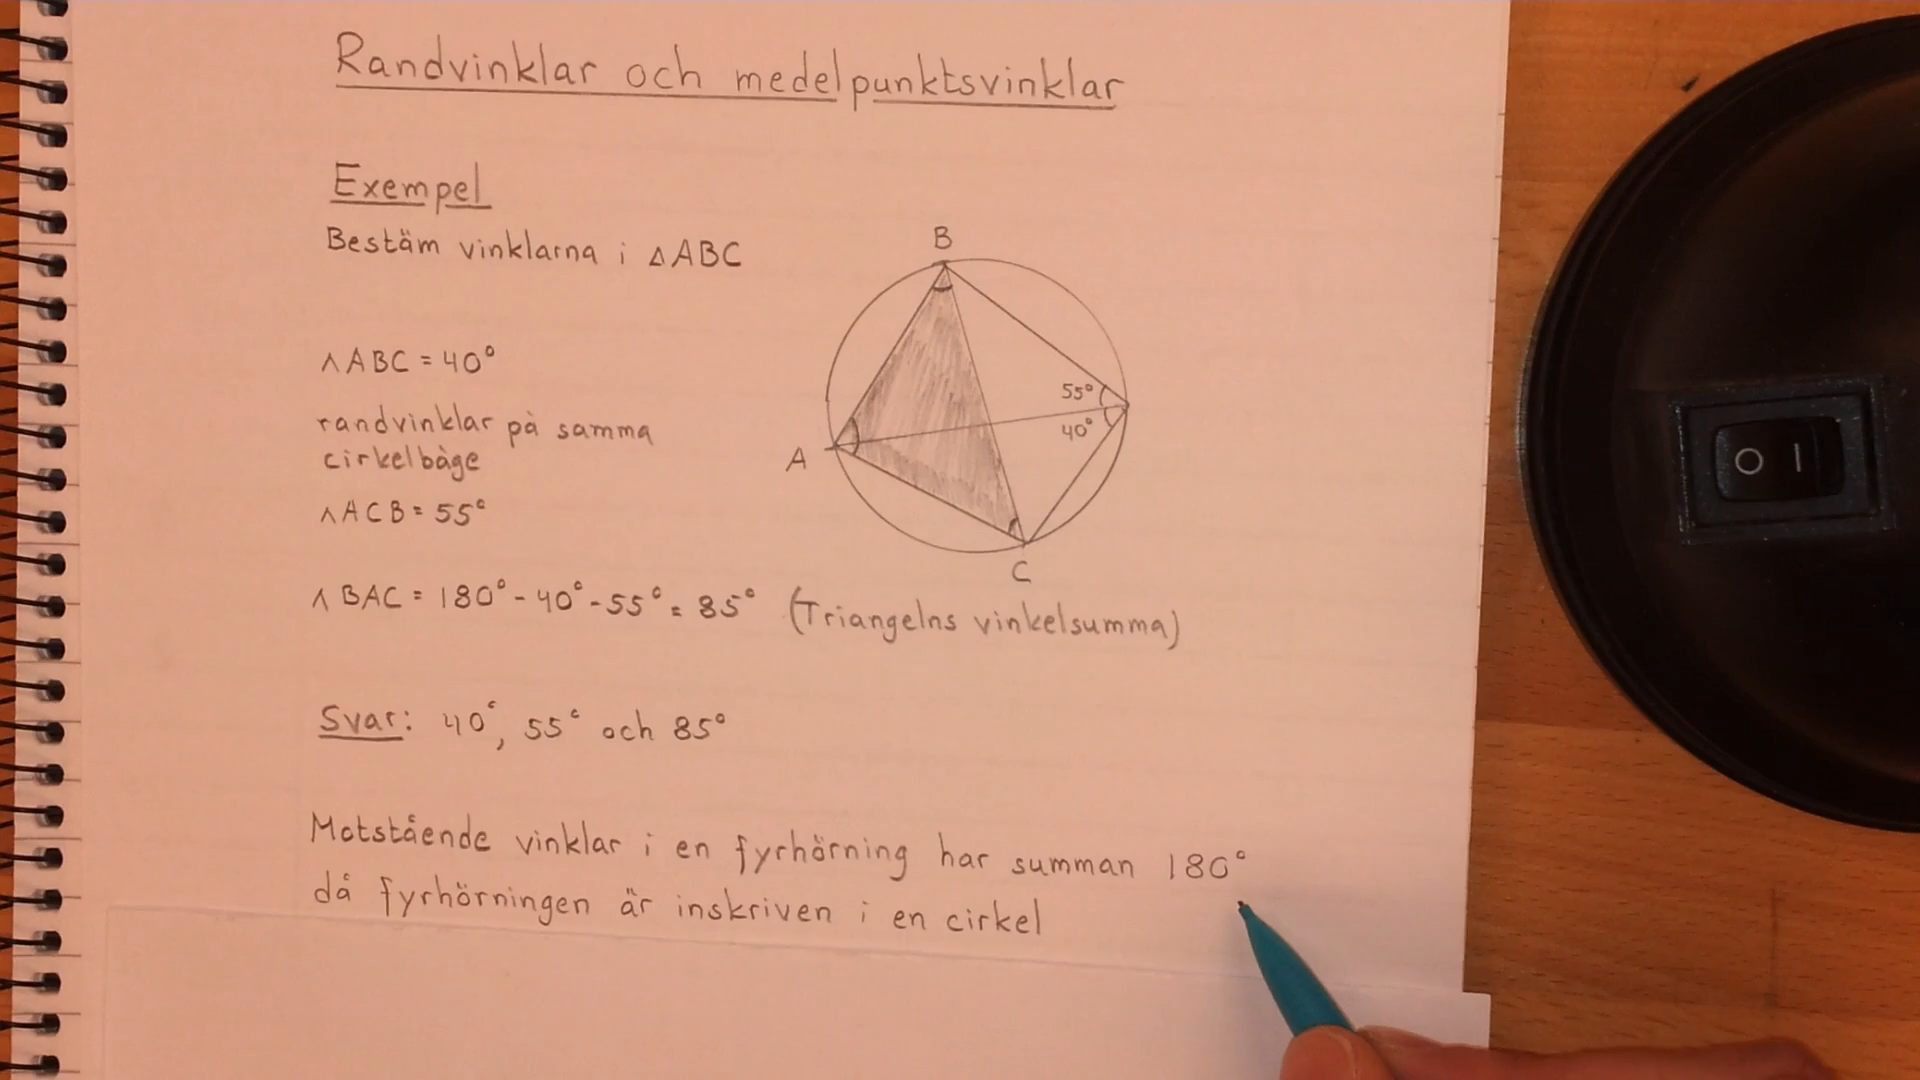 Randvinklar och medelpunktsvinklar
Exempel
Bestäm vinklarna i △ABC
B
55°
40°
A
C
∧ABC = 40°
randvinklar på samma
cirkelbåge
∧ACB = 55°
∧BAC = 180° - 40° - 55° = 85° (Triangelns vinkelsumma)
Svar: 40°, 55° och 85°
Motstående vinklar i en fyrhörning har summan 180°
då fyrhörningen är inskriven i en cirkel
O I